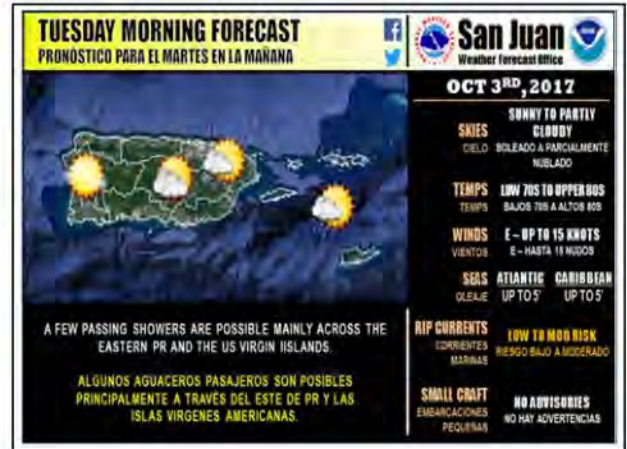 TUESDAY MORNING FORECAST
PRONÓSTICO PARA EL MARTES EN LA MAÑANA
San Juan
Weather Forecast Office
OCT 3RD, 2017
SKIES
CIELO
SUNNY TO PARTLY
CLOUDY
SOLEADO A PARCIALMENTE
NUBLADO
TEMPS
TEMPS
LOW 70S TO UPPER 80S
BAJOS 70S A ALTOS 80S
WINDS
VIENTOS
E – UP TO 15 KNOTS
E – HASTA 15 NUDOS
SEAS
OLEAJE
ATLANTIC CARIBBEAN
UP TO 5' UP TO 5'
RIP CURRENTS
CORRIENTES
MARINAS
LOW TO MOD RISK
RIESGO BAJO A MODERADO
SMALL CRAFT
EMBARCACIONES
PEQUEÑAS
NO ADVISORIES
NO HAY ADVERTENCIAS
A FEW PASSING SHOWERS ARE POSSIBLE MAINLY ACROSS THE
EASTERN PR AND THE US VIRGIN IISLANDS.
ALGUNOS AGUACEROS PASAJEROS SON POSIBLES
PRINCIPALMENTE A TRAVÉS DEL ESTE DE PR Y LAS
ISLAS VIRGENES AMERICANAS.